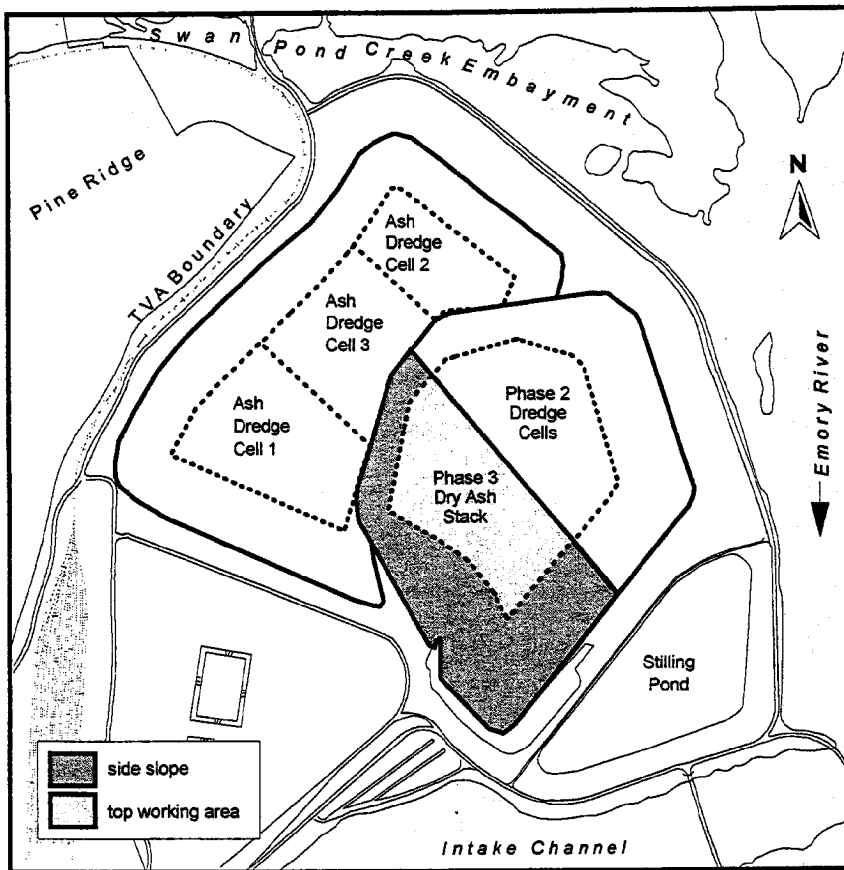 Swan Pond Creek Embayment
Pine Ridge
TVA Boundary
N
Ash
Dredge
Cell 2
Ash
Dredge
Cell 3
Ash
Dredge
Cell 1
Phase 2
Dredge
Cells
Phase 3
Dry Ash
Stack
Emory River
Stilling
Pond
side slope
top working area
Intake Channel